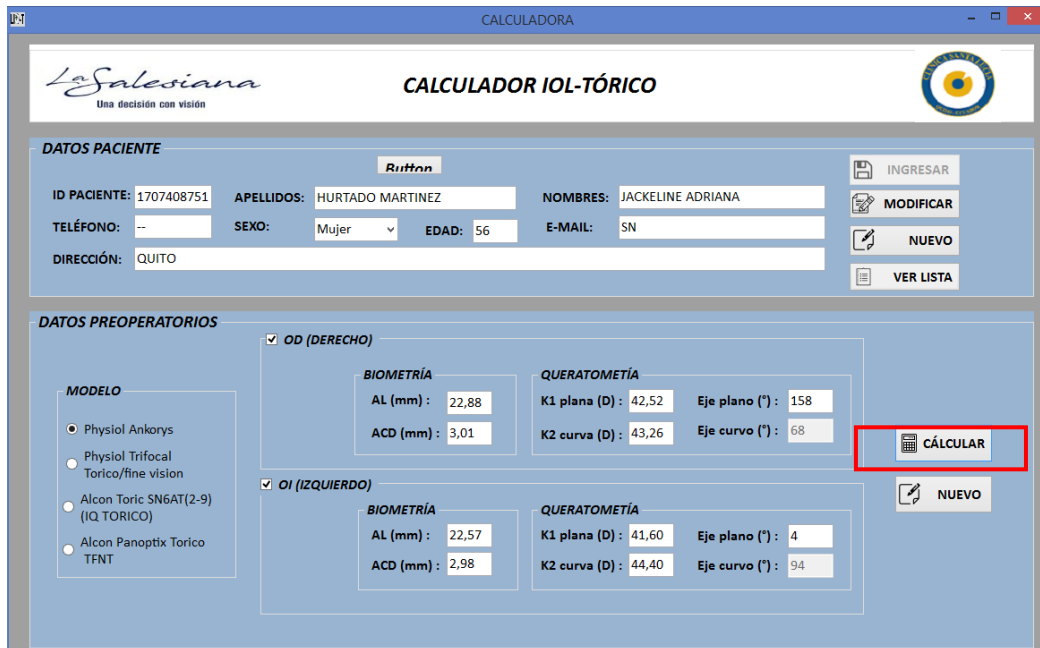 CALCULADORA
La Salesiana
Una decisión con visión
CALCULADOR IOL-TÓRICO
CLINICA SANTA LUCIA
DATOS PACIENTE
Button
INGRESAR
ID PACIENTE: 1707408751 APELLIDOS: HURTADO MARTINEZ NOMBRES: JACKELINE ADRIANA
MODIFICAR
TELÉFONO: -- SEXO: Mujer EDAD: 56 E-MAIL: SN
NUEVO
DIRECCIÓN: QUITO
VER LISTA
DATOS PREOPERATORIOS
MODELO
Physiol Ankorys
Physiol Trifocal
Torico/fine vision
Alcon Toric SN6AT(2-9)
(IQ TORICO)
Alcon Panoptix Torico
TFNT
OD (DERECHO)
BIOMETRÍA
AL (mm) : 22,88
ACD (mm) : 3,01
QUERATOMETÍA
K1 plana (D) : 42,52 Eje plano (°) : 158
K2 curva (D) : 43,26 Eje curvo (°) : 68
OI (IZQUIERDO)
BIOMETRÍA
AL (mm) : 22,57
ACD (mm) : 2,98
QUERATOMETÍA
K1 plana (D) : 41,60 Eje plano (°) : 4
K2 curva (D) : 44,40 Eje curvo (°) : 94
CÁLCULAR
NUEVO